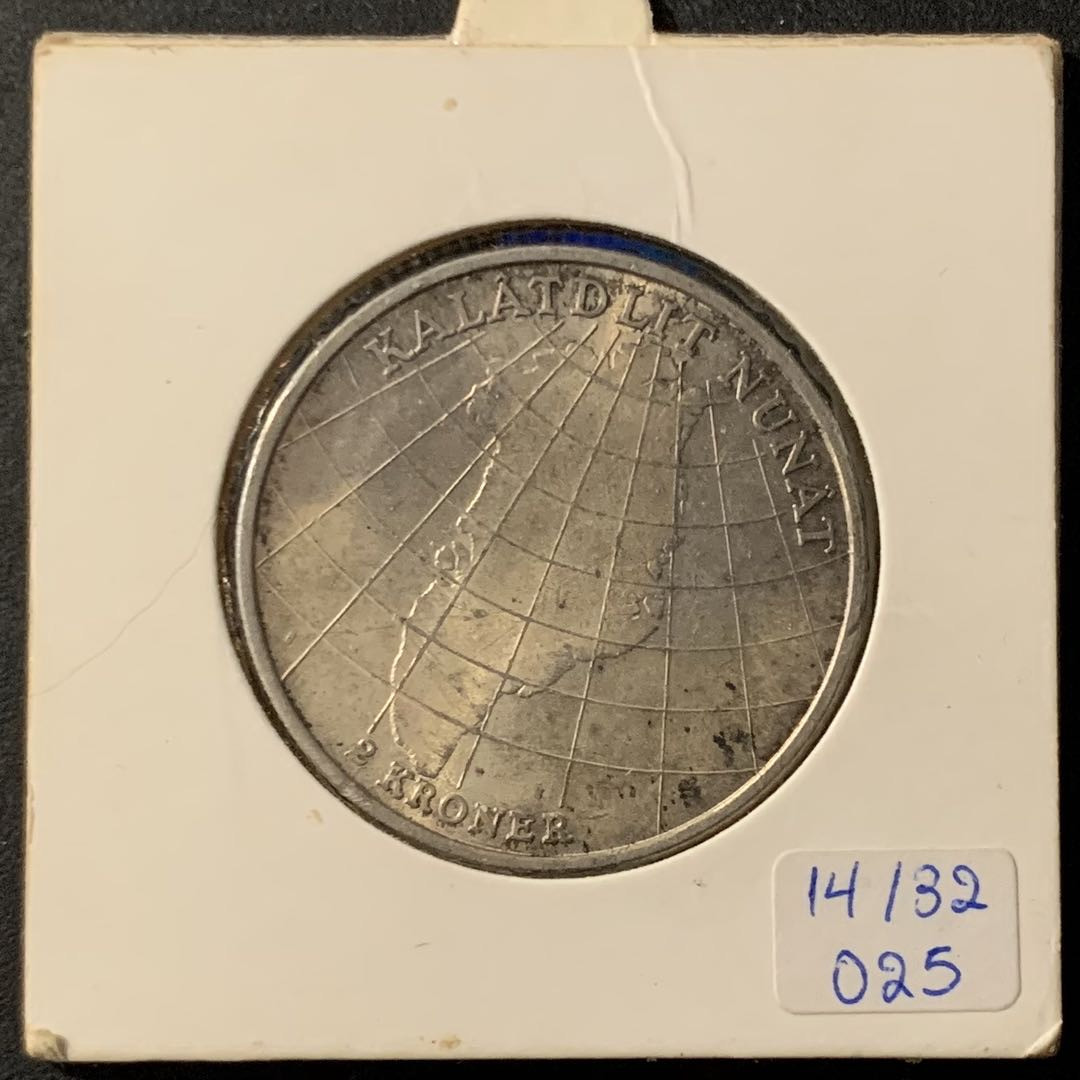 KALÂTDLIT NUNÂT
2 KRONER
14/32
025